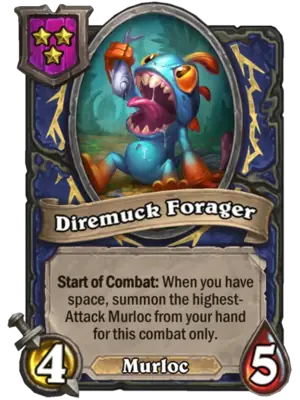 Diremuck Forager
Start of Combat: When you have
space, summon the highest-
Attack Murloc from your hand
for this combat only.
4
Murloc
5